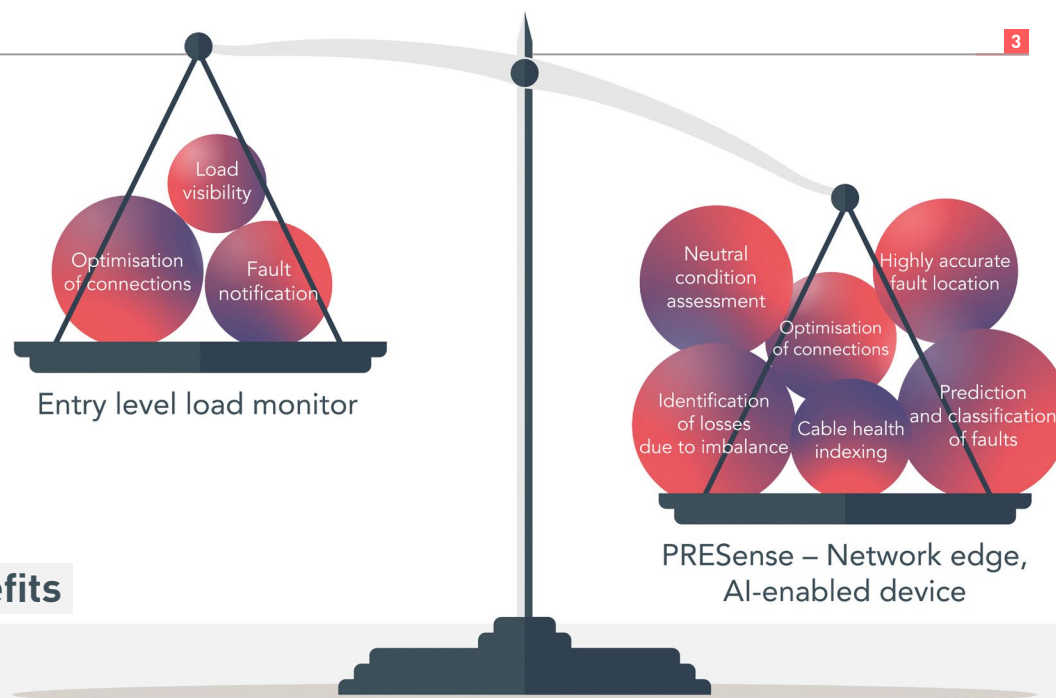 3
Load
visibility
Optimisation
of connections
Fault
notification
Entry level load monitor
Neutral
condition
assessment
Highly accurate
fault location
Optimisation
of connections
Identification
of losses
due to imbalance
Cable health
indexing
Prediction
and classification
of faults
PRESense – Network edge,
AI-enabled device